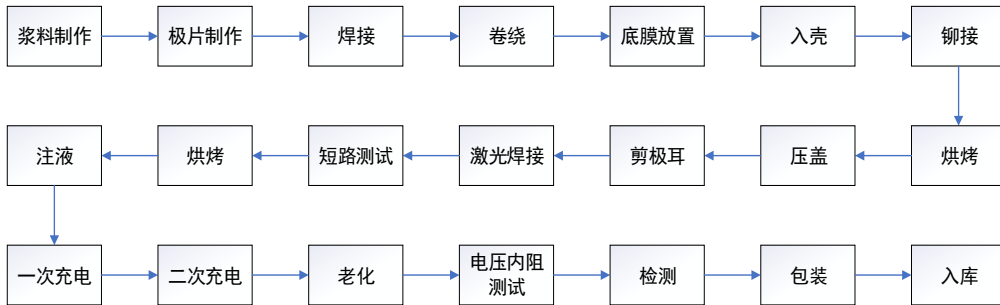 浆料制作
极片制作
焊接
卷绕
底膜放置
入壳
铆接
注液
烘烤
短路测试
激光焊接
剪极耳
压盖
烘烤
一次充电
二次充电
老化
电压内阻
测试
检测
包装
入库